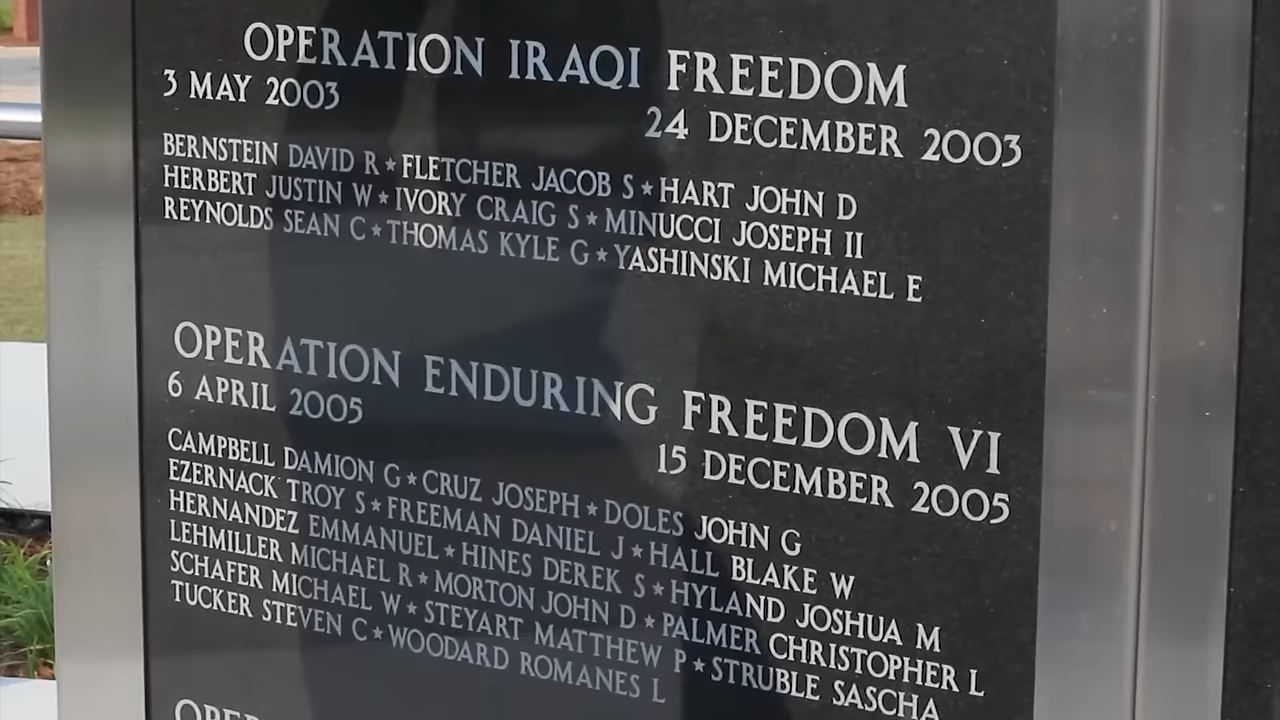 OPERATION IRAQI FREEDOM
3 MAY 2003
24 DECEMBER 2003
BERNSTEIN DAVID R★FLETCHER JACOB S★HART JOHN D
HERBERT JUSTIN W★IVORY CRAIG S★MINUCCI JOSEPH II
REYNOLDS SEAN C★THOMAS KYLE G★YASHINSKI MICHAEL E
OPERATION ENDURING FREEDOM VI
6 APRIL 2005
15 DECEMBER 2005
CAMPBELL DAMION G★CRUZ JOSEPH★DOLES JOHN G
EZERNACK TROY S★FREEMAN DANIEL J★HALL BLAKE W
HERNANDEZ EMMANUEL★HINES DEREK S★HYLAND JOSHUA M
LEHMILLER MICHAEL R★MORTON JOHN D★PALMER CHRISTOPHER L
SCHAFER MICHAEL W★STEYART MATTHEW P★STRUBLE SASCHA
TUCKER STEVEN C★WOODARD ROMANES L